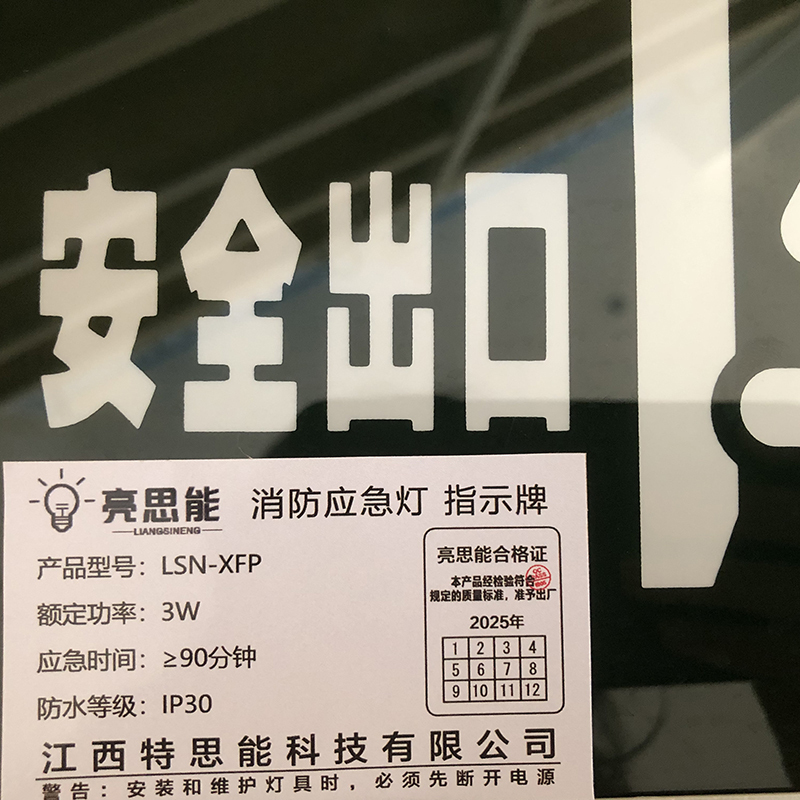 安全出口
亮思能 消防应急灯 指示牌
LIANGSINENG
产品型号：LSN-XFP
额定功率：3W
应急时间：≥90分钟
防水等级：IP30
亮思能合格证
本产品经检验符合
规定的质量标准，准予出厂
2025年
1 2 3 4
5 6 7 8
9 10 11 12
江西特思能科技有限公司
警告：安装和维护灯具时，必须先断开电源